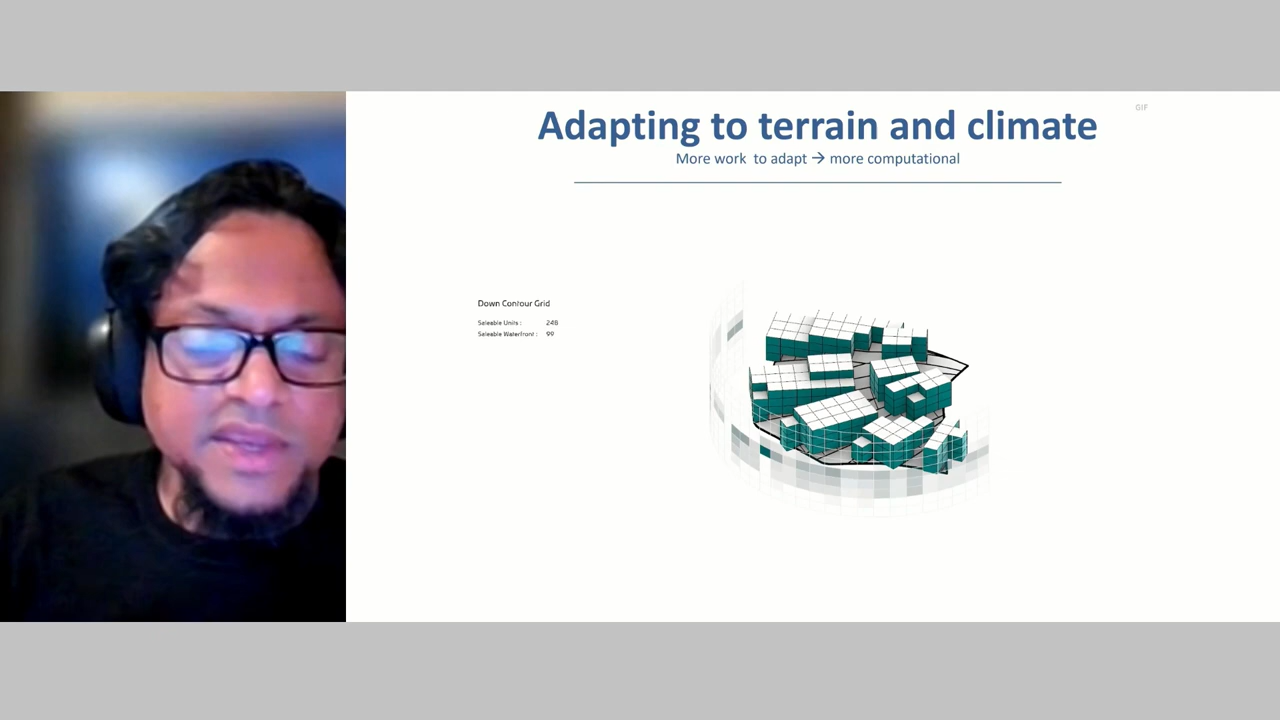 GIF
Adapting to terrain and climate
More work to adapt → more computational
Down Contour Grid
Saleable Units : 248
Saleable Waterfront : 99